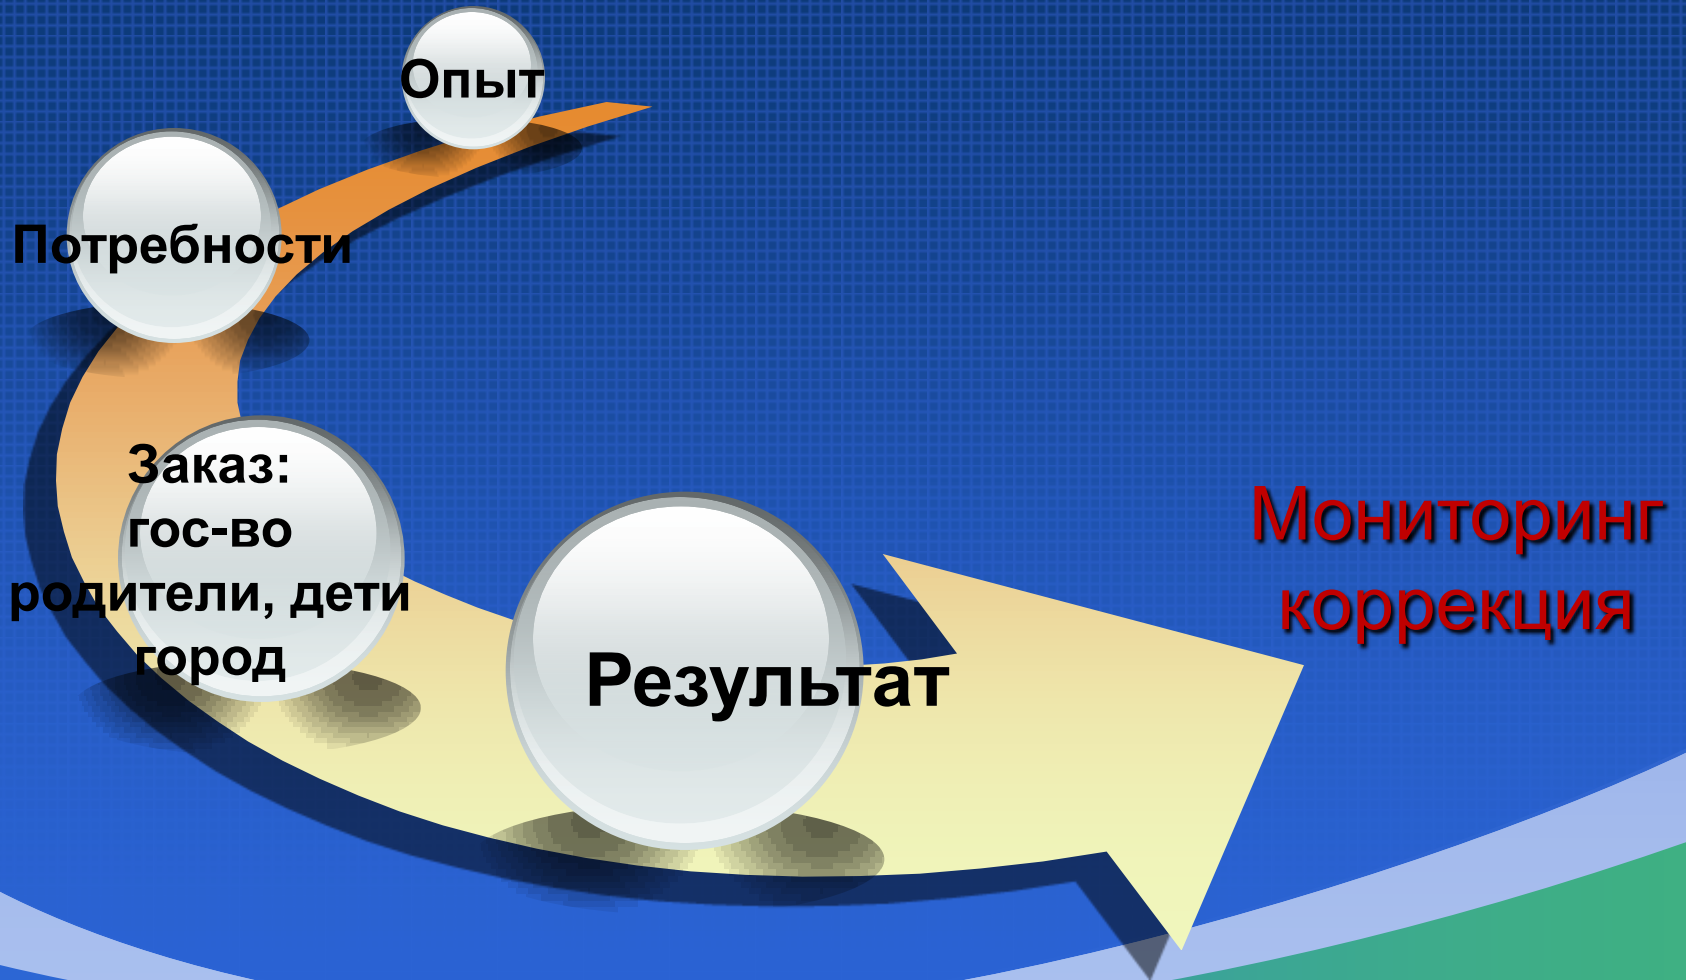 Опыт
Потребности
Заказ:
гос-во
родители, дети
город
Результат
Мониторинг
коррекция